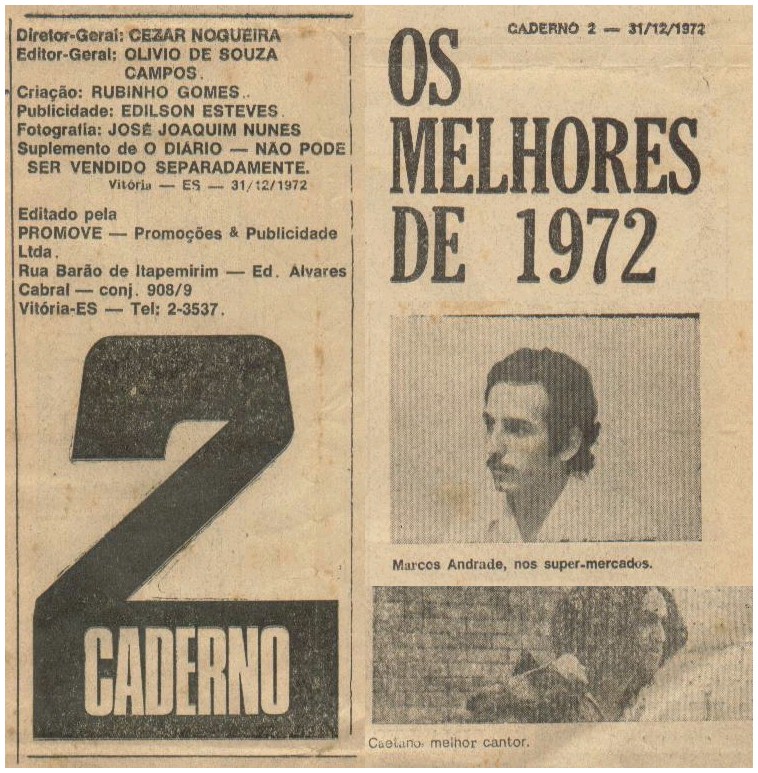 Diretor-Geral: CEZAR NOGUEIRA
Editor-Geral: OLIVIO DE SOUZA
CAMPOS.
Criação: RUBINHO GOMES.
Publicidade: EDILSON ESTEVES.
Fotografia: JOSÉ JOAQUIM NUNES
Suplemento de O DIÁRIO — NÃO PODE
SER VENDIDO SEPARADAMENTE.
Vitória — ES — 31/12/1972
Editado pela
PROMOVE — Promoções & Publicidade
Ltda.
Rua Barão de Itapemirim — Ed. Alvares
Cabral — conj. 908/9
Vitória-ES — Tel: 2-3537.
2
CADERNO
CADERNO 2 — 31/12/1972
OS
MELHORES
DE 1972
Marcos Andrade, nos super-mercados.
Caetano, melhor cantor.